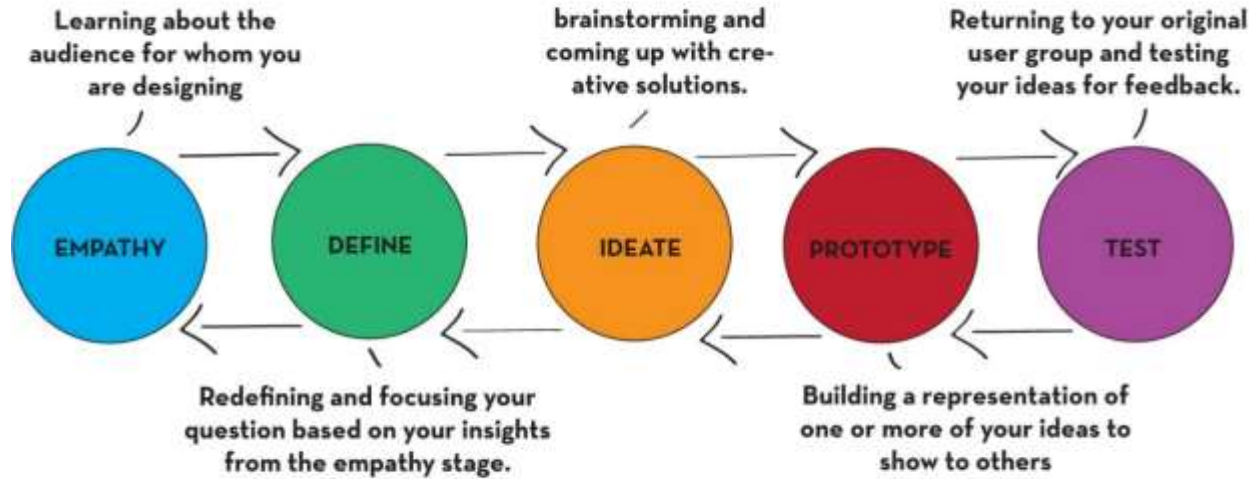 Learning about the
audience for whom you
are designing
brainstorming and
coming up with cre-
ative solutions.
Returning to your original
user group and testing
your ideas for feedback.
EMPATHY
DEFINE
IDEATE
PROTOTYPE
TEST
Redefining and focusing your
question based on your insights
from the empathy stage.
Building a representation of
one or more of your ideas to
show to others